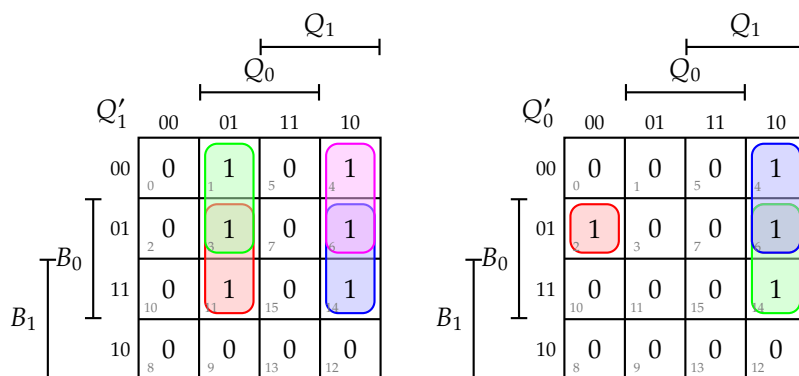 Q₁ Q₁
Q₀ Q₀
Q₁′ 00 01 11 10 Q₀′ 00 01 11 10
00 0 1 0 1 00 0 0 0 1
0 1 5 4 0 1 5 4
01 0 1 0 1 01 1 0 0 1
2 3 7 6 2 3 7 6
B₀ B₀
11 0 1 0 1 11 0 0 0 1
10 11 15 14 10 11 15 14
B₁ B₁
10 0 0 0 0 10 0 0 0 0
8 9 13 12 8 9 13 12